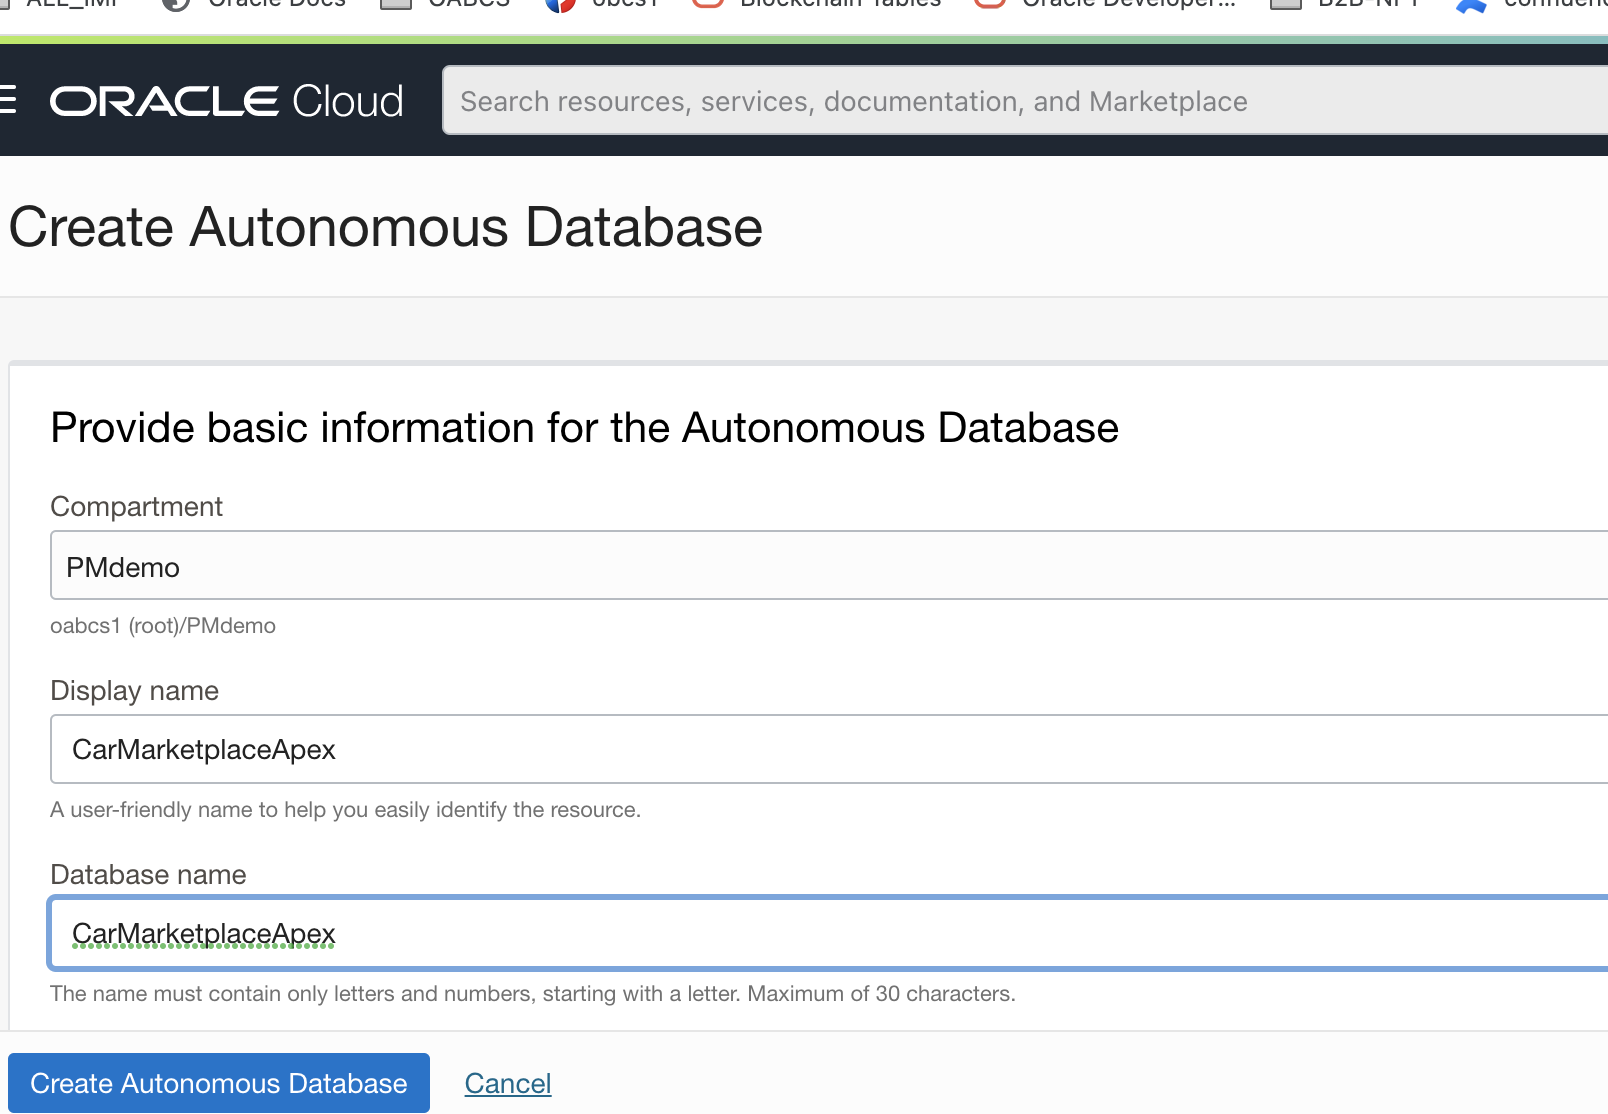 ALL_IMP Oracle Docs OABCS obcs1 Blockchain Tables Oracle Developer... B2B-NFT
ORACLE Cloud Search resources, services, documentation, and Marketplace
Create Autonomous Database
Provide basic information for the Autonomous Database
Compartment
PMdemo
oabcs1 (root)/PMdemo
Display name
CarMarketplaceApex
A user-friendly name to help you easily identify the resource.
Database name
CarMarketplaceApex
The name must contain only letters and numbers, starting with a letter. Maximum of 30 characters.
Create Autonomous Database Cancel